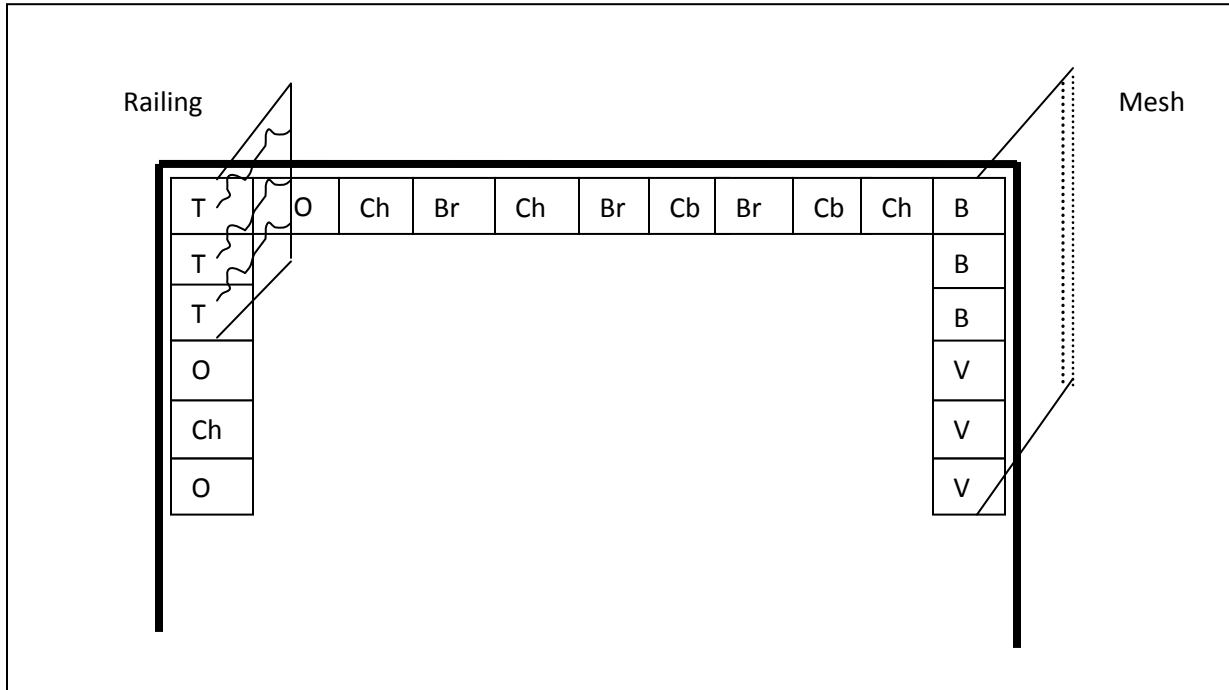 Railing
Mesh
T O Ch Br Ch Br Cb Br Cb Ch B
T B
T B
O V
Ch V
O V